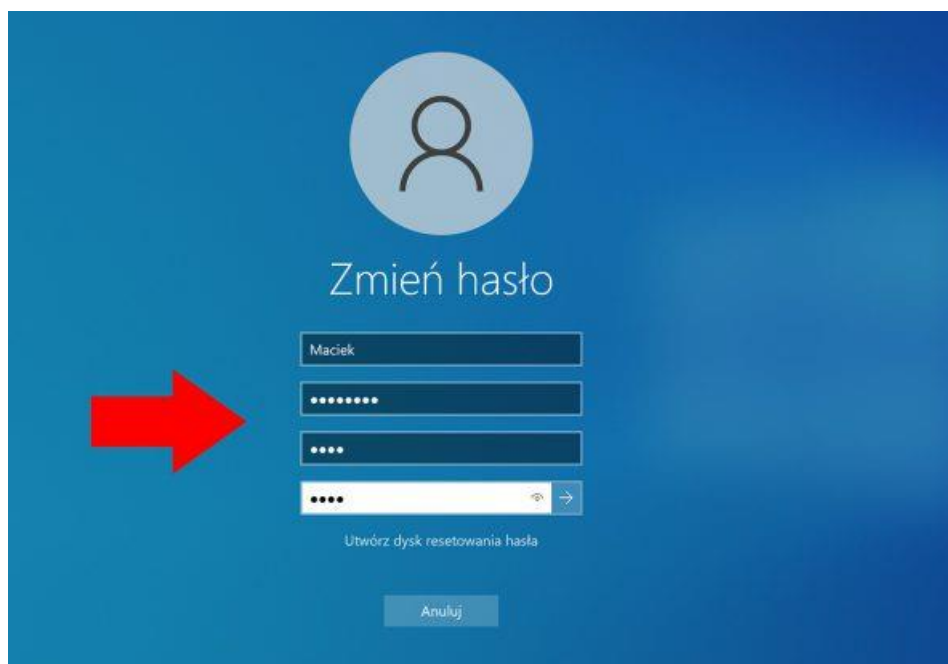 Zmień hasło
Maciek
••••••••
••••
••••
Utwórz dysk resetowania hasła
Anuluj